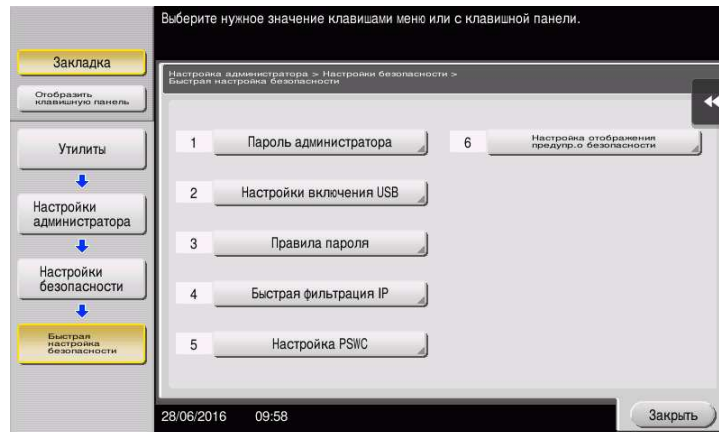 Выберите нужное значение клавишами меню или с клавишной панели.
Закладка
Отобразить
клавишную панель
Утилиты
Настройки
администратора
Настройки
безопасности
Быстрая
настройка
безопасности
Настройка администратора > Настройки безопасности >
Быстрая настройка безопасности
1 Пароль администратора
2 Настройки включения USB
3 Правила пароля
4 Быстрая фильтрация IP
5 Настройка PSWC
6 Настройка отображения
предупр.о безопасности
28/06/2016 09:58
Закрыть